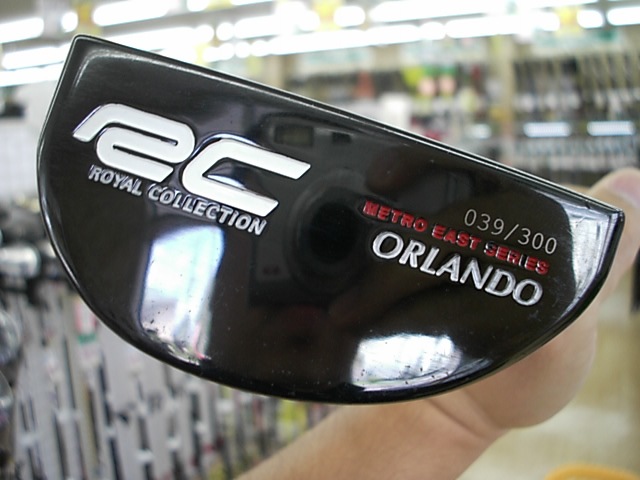 RC
ROYAL COLLECTION
039/300
METRO EAST SERIES
ORLANDO